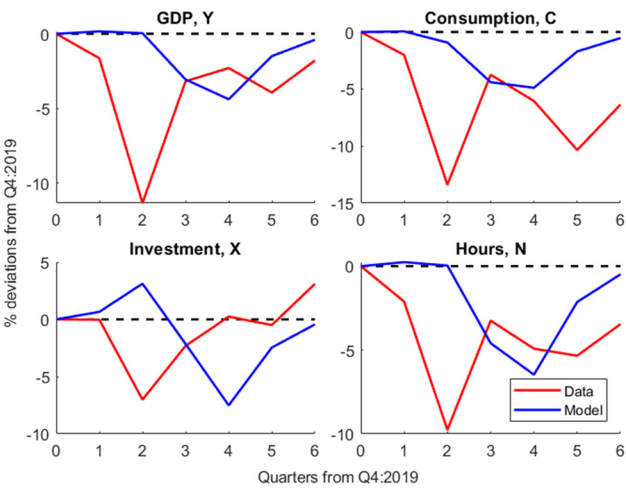 GDP, Y
Consumption, C
0
-5
-10
0 1 2 3 4 5 6
0
-5
-10
-15
0 1 2 3 4 5 6
% deviations from Q4:2019
Investment, X
Hours, N
5
0
-5
-10
0 1 2 3 4 5 6
0
-5
-10
0 1 2 3 4 5 6
Data
Model
Quarters from Q4:2019